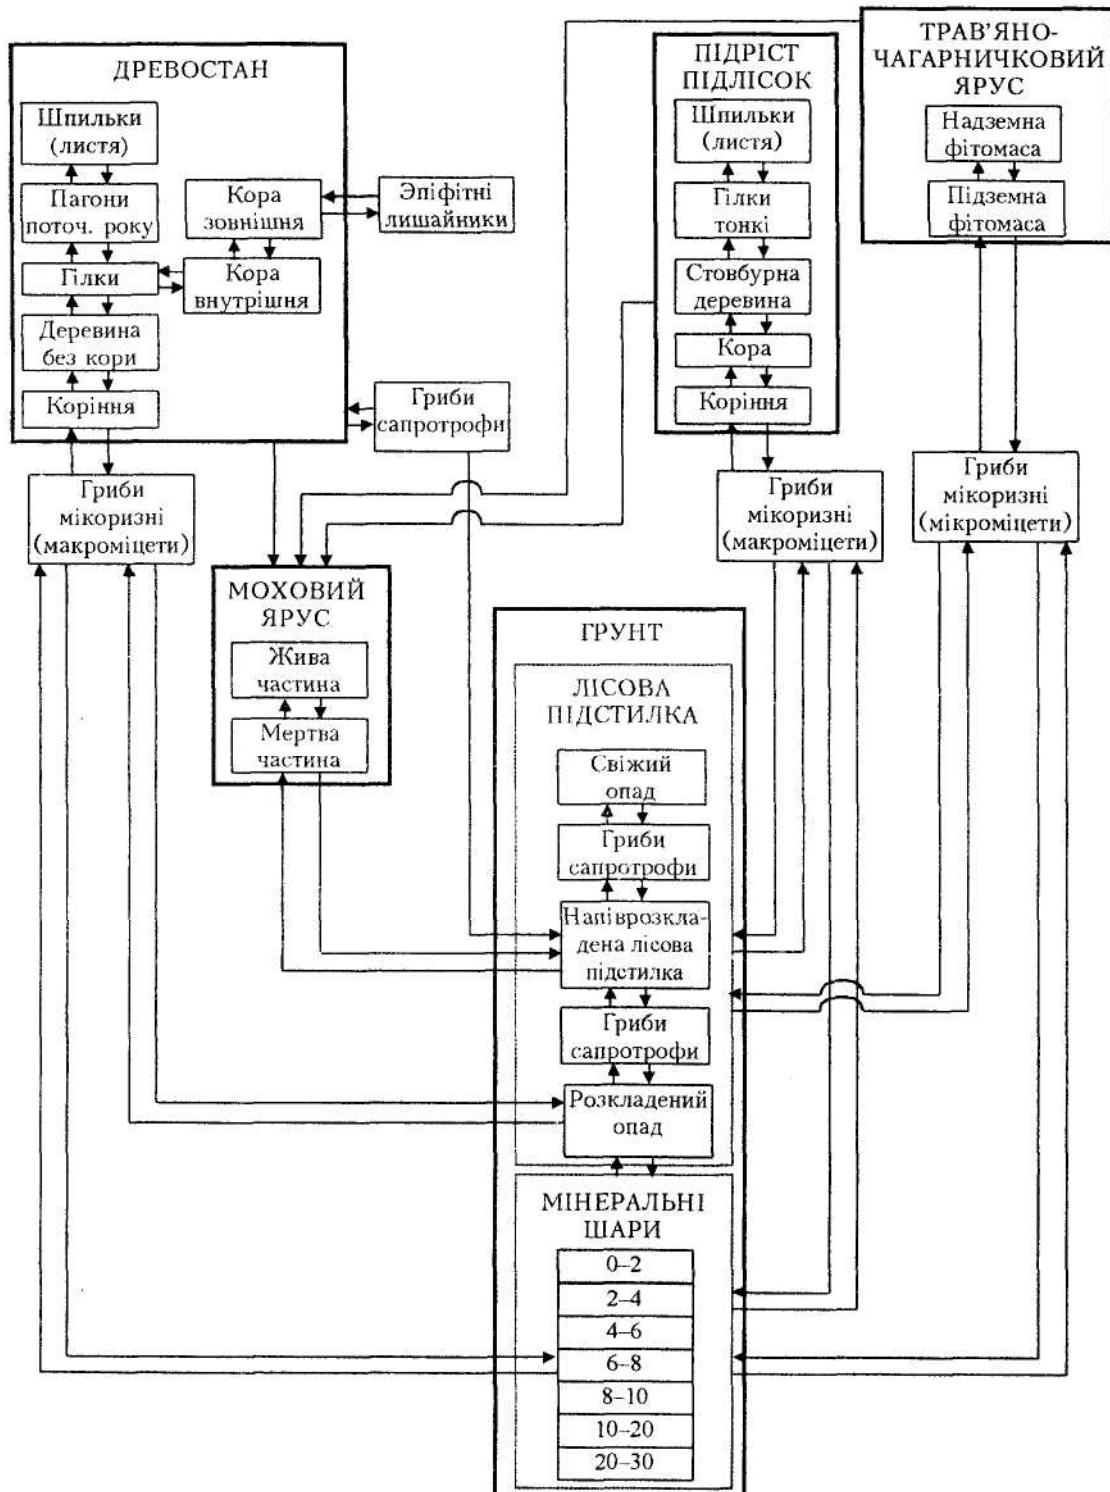 ДРЕВОСТАН
Шпильки
(листя)
Пагони
поточ. року
Гілки
Деревина
без кори
Коріння
Кора
зовнішня
Кора
внутрішня
Эпіфітні
лишайники
Гриби
сапротрофи
ПІДРІСТ
ПІДЛІСОК
Шпильки
(листя)
Гілки
тонкі
Стовбурна
деревина
Кора
Коріння
ТРАВ'ЯНО-
ЧАГАРНИЧКОВИЙ
ЯРУС
Надземна
фітомаса
Підземна
фітомаса
Гриби
мікоризні
(макроміцети)
Гриби
мікоризні
(макроміцети)
Гриби
мікоризні
(мікроміцети)
МОХОВИЙ
ЯРУС
Жива
частина
Мертва
частина
ГРУНТ
ЛІСОВА
ПІДСТИЛКА
Свіжий
опад
Гриби
сапротрофи
Напіврозкла-
дена лісова
підстилка
Гриби
сапротрофи
Розкладений
опад
МІНЕРАЛЬНІ
ШАРИ
0–2
2–4
4–6
6–8
8–10
10–20
20–30